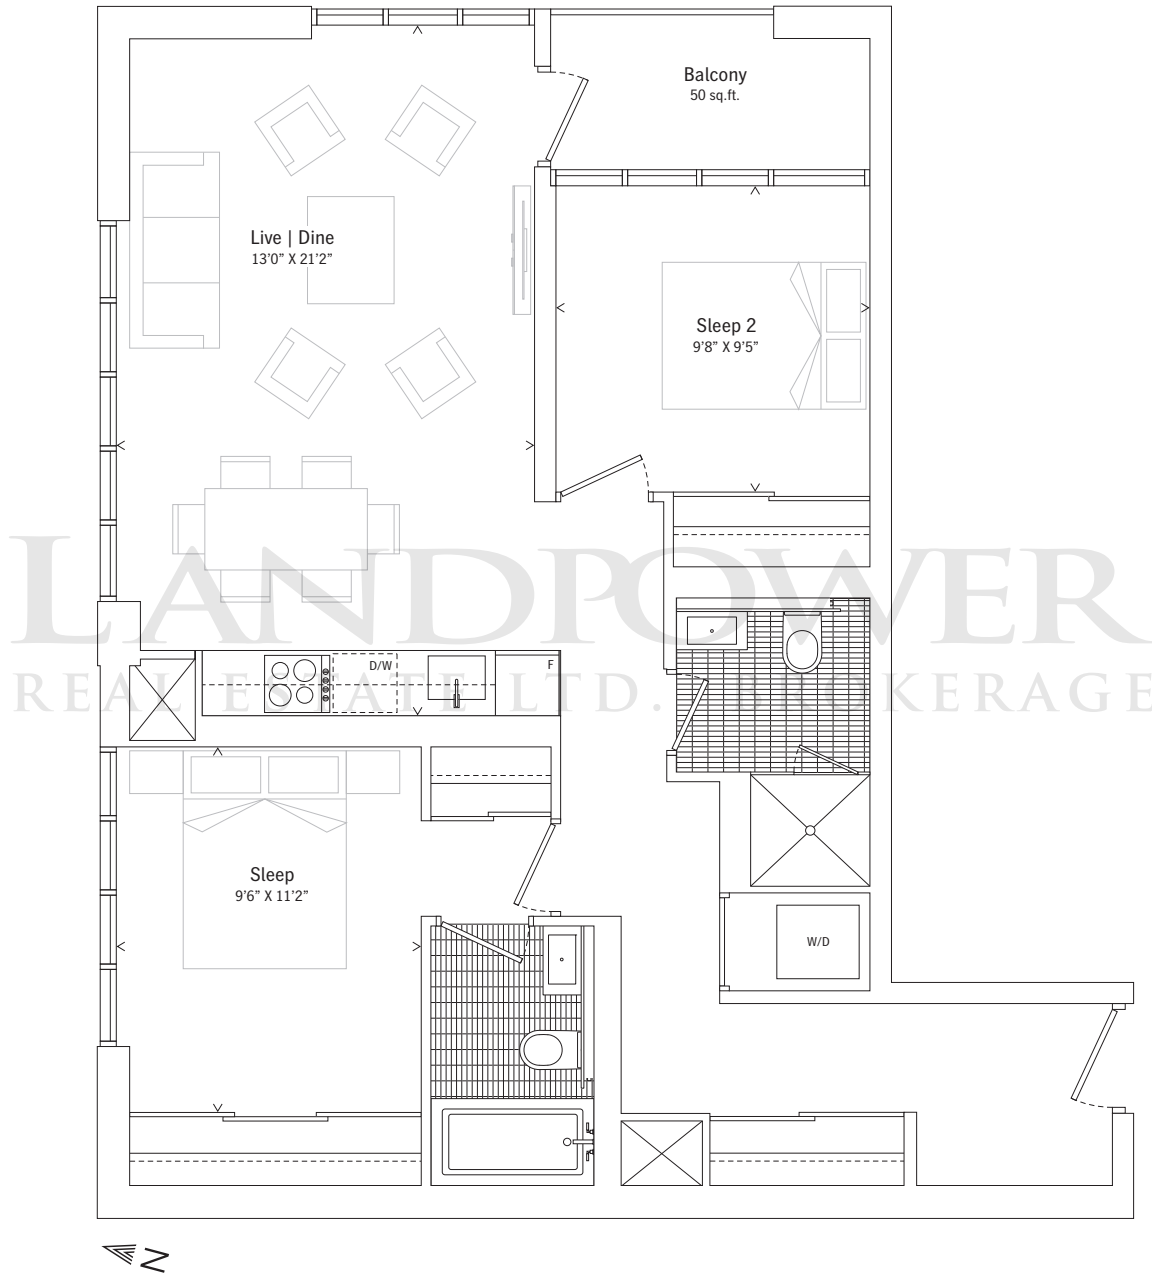 Balcony
50 sq.ft.
Live | Dine
13’0” X 21’2”
Sleep 2
9’8” X 9’5”
LANDPOWER
REAL ESTATE LTD. BROKERAGE
D/W
F
Sleep
9’6” X 11’2”
W/D
N